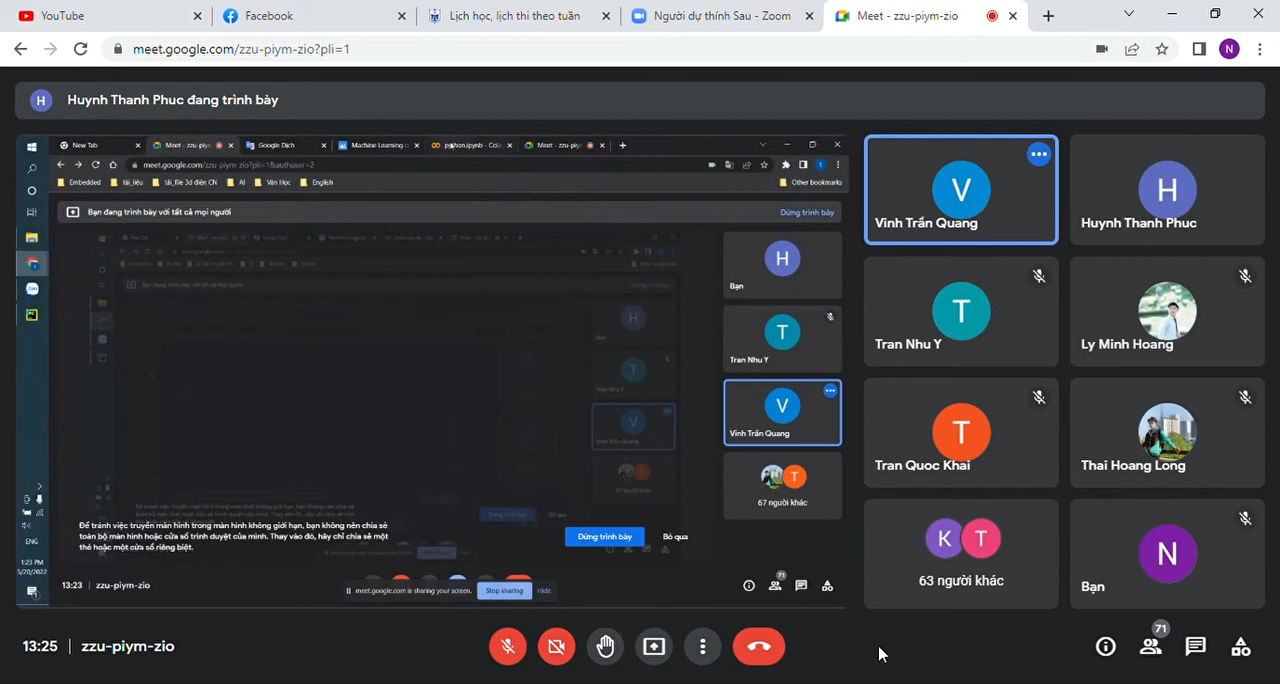 YouTube
Facebook
Lịch học, lịch thi theo tuần
Người dự thính Sau - Zoom
Meet - zzu-piym-zio
meet.google.com/zzu-piym-zio?pli=1
N
H
Huynh Thanh Phuc đang trình bày
New Tab
Meet - zzu-piym
Google Dịch
Machine Learning c
python.ipynb - Cola
Meet - zzu-piym
meet.google.com/zzu-piym-zio?pli=1&authuser=2
Embedded
tài_liệu
tải_file 3d điện CN
AI
Văn Học
English
Other bookmarks
Bạn đang trình bày với tất cả mọi người
Dừng trình bày
H
Bạn
T
Tran Nhu Y
V
Vinh Trần Quang
T
67 người khác
Để tránh việc truyền màn hình trong màn hình không giới hạn, bạn không nên chia sẻ
toàn bộ màn hình hoặc cửa sổ trình duyệt của mình. Thay vào đó, hãy chỉ chia sẻ một
thẻ hoặc một cửa sổ riêng biệt.
Dừng trình bày
Bỏ qua
ENG
1:23 PM
5/20/2022
13:23
zzu-piym-zio
meet.google.com is sharing your screen.
Stop sharing
Hide
71
V
Vinh Trần Quang
H
Huynh Thanh Phuc
T
Tran Nhu Y
Ly Minh Hoang
T
Tran Quoc Khai
Thai Hoang Long
K
T
63 người khác
N
Bạn
13:25
zzu-piym-zio
71